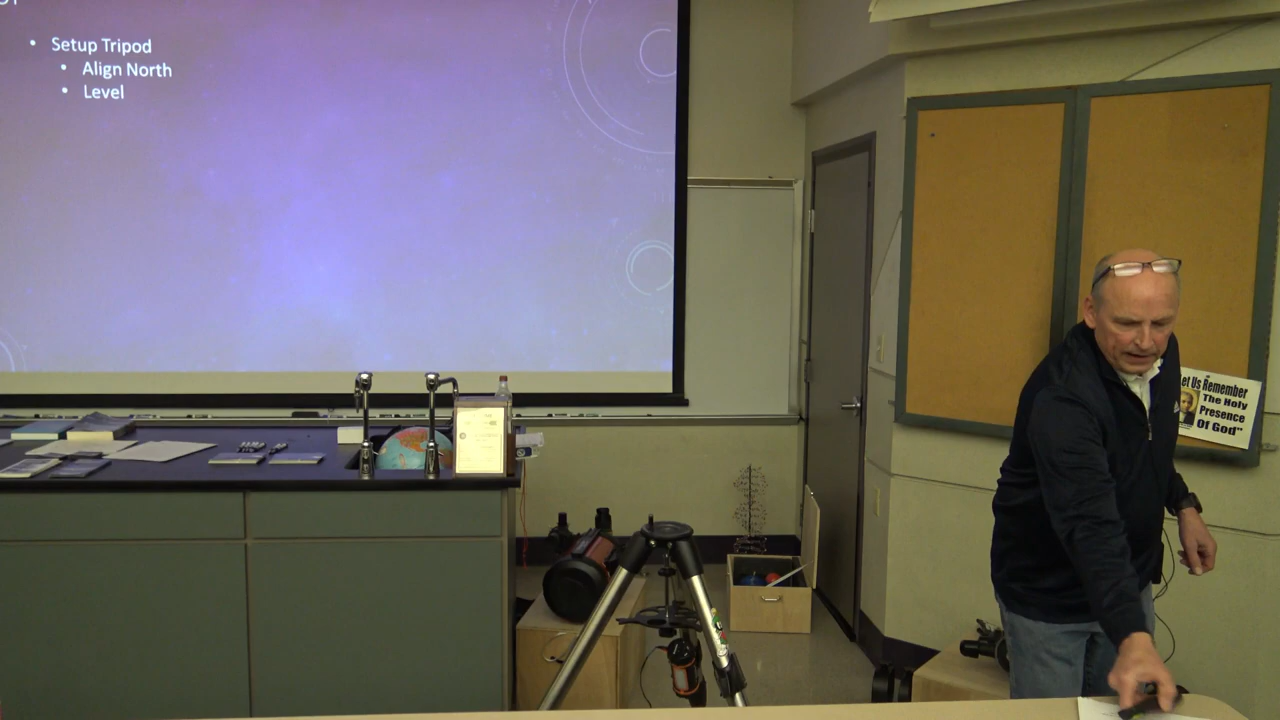 • Setup Tripod
• Align North
• Level
et Us Remember
The Holy
Presence
Of God"